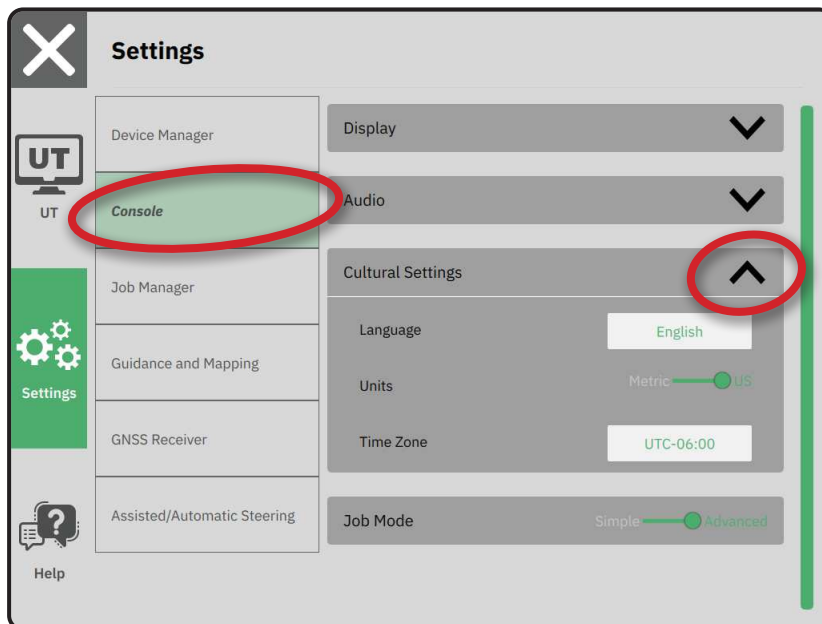 Settings
UT
UT
Settings
Help
Device Manager
Console
Job Manager
Guidance and Mapping
GNSS Receiver
Assisted/Automatic Steering
Display
Audio
Cultural Settings
Language English
Units Metric US
Time Zone UTC-06:00
Job Mode Simple Advanced